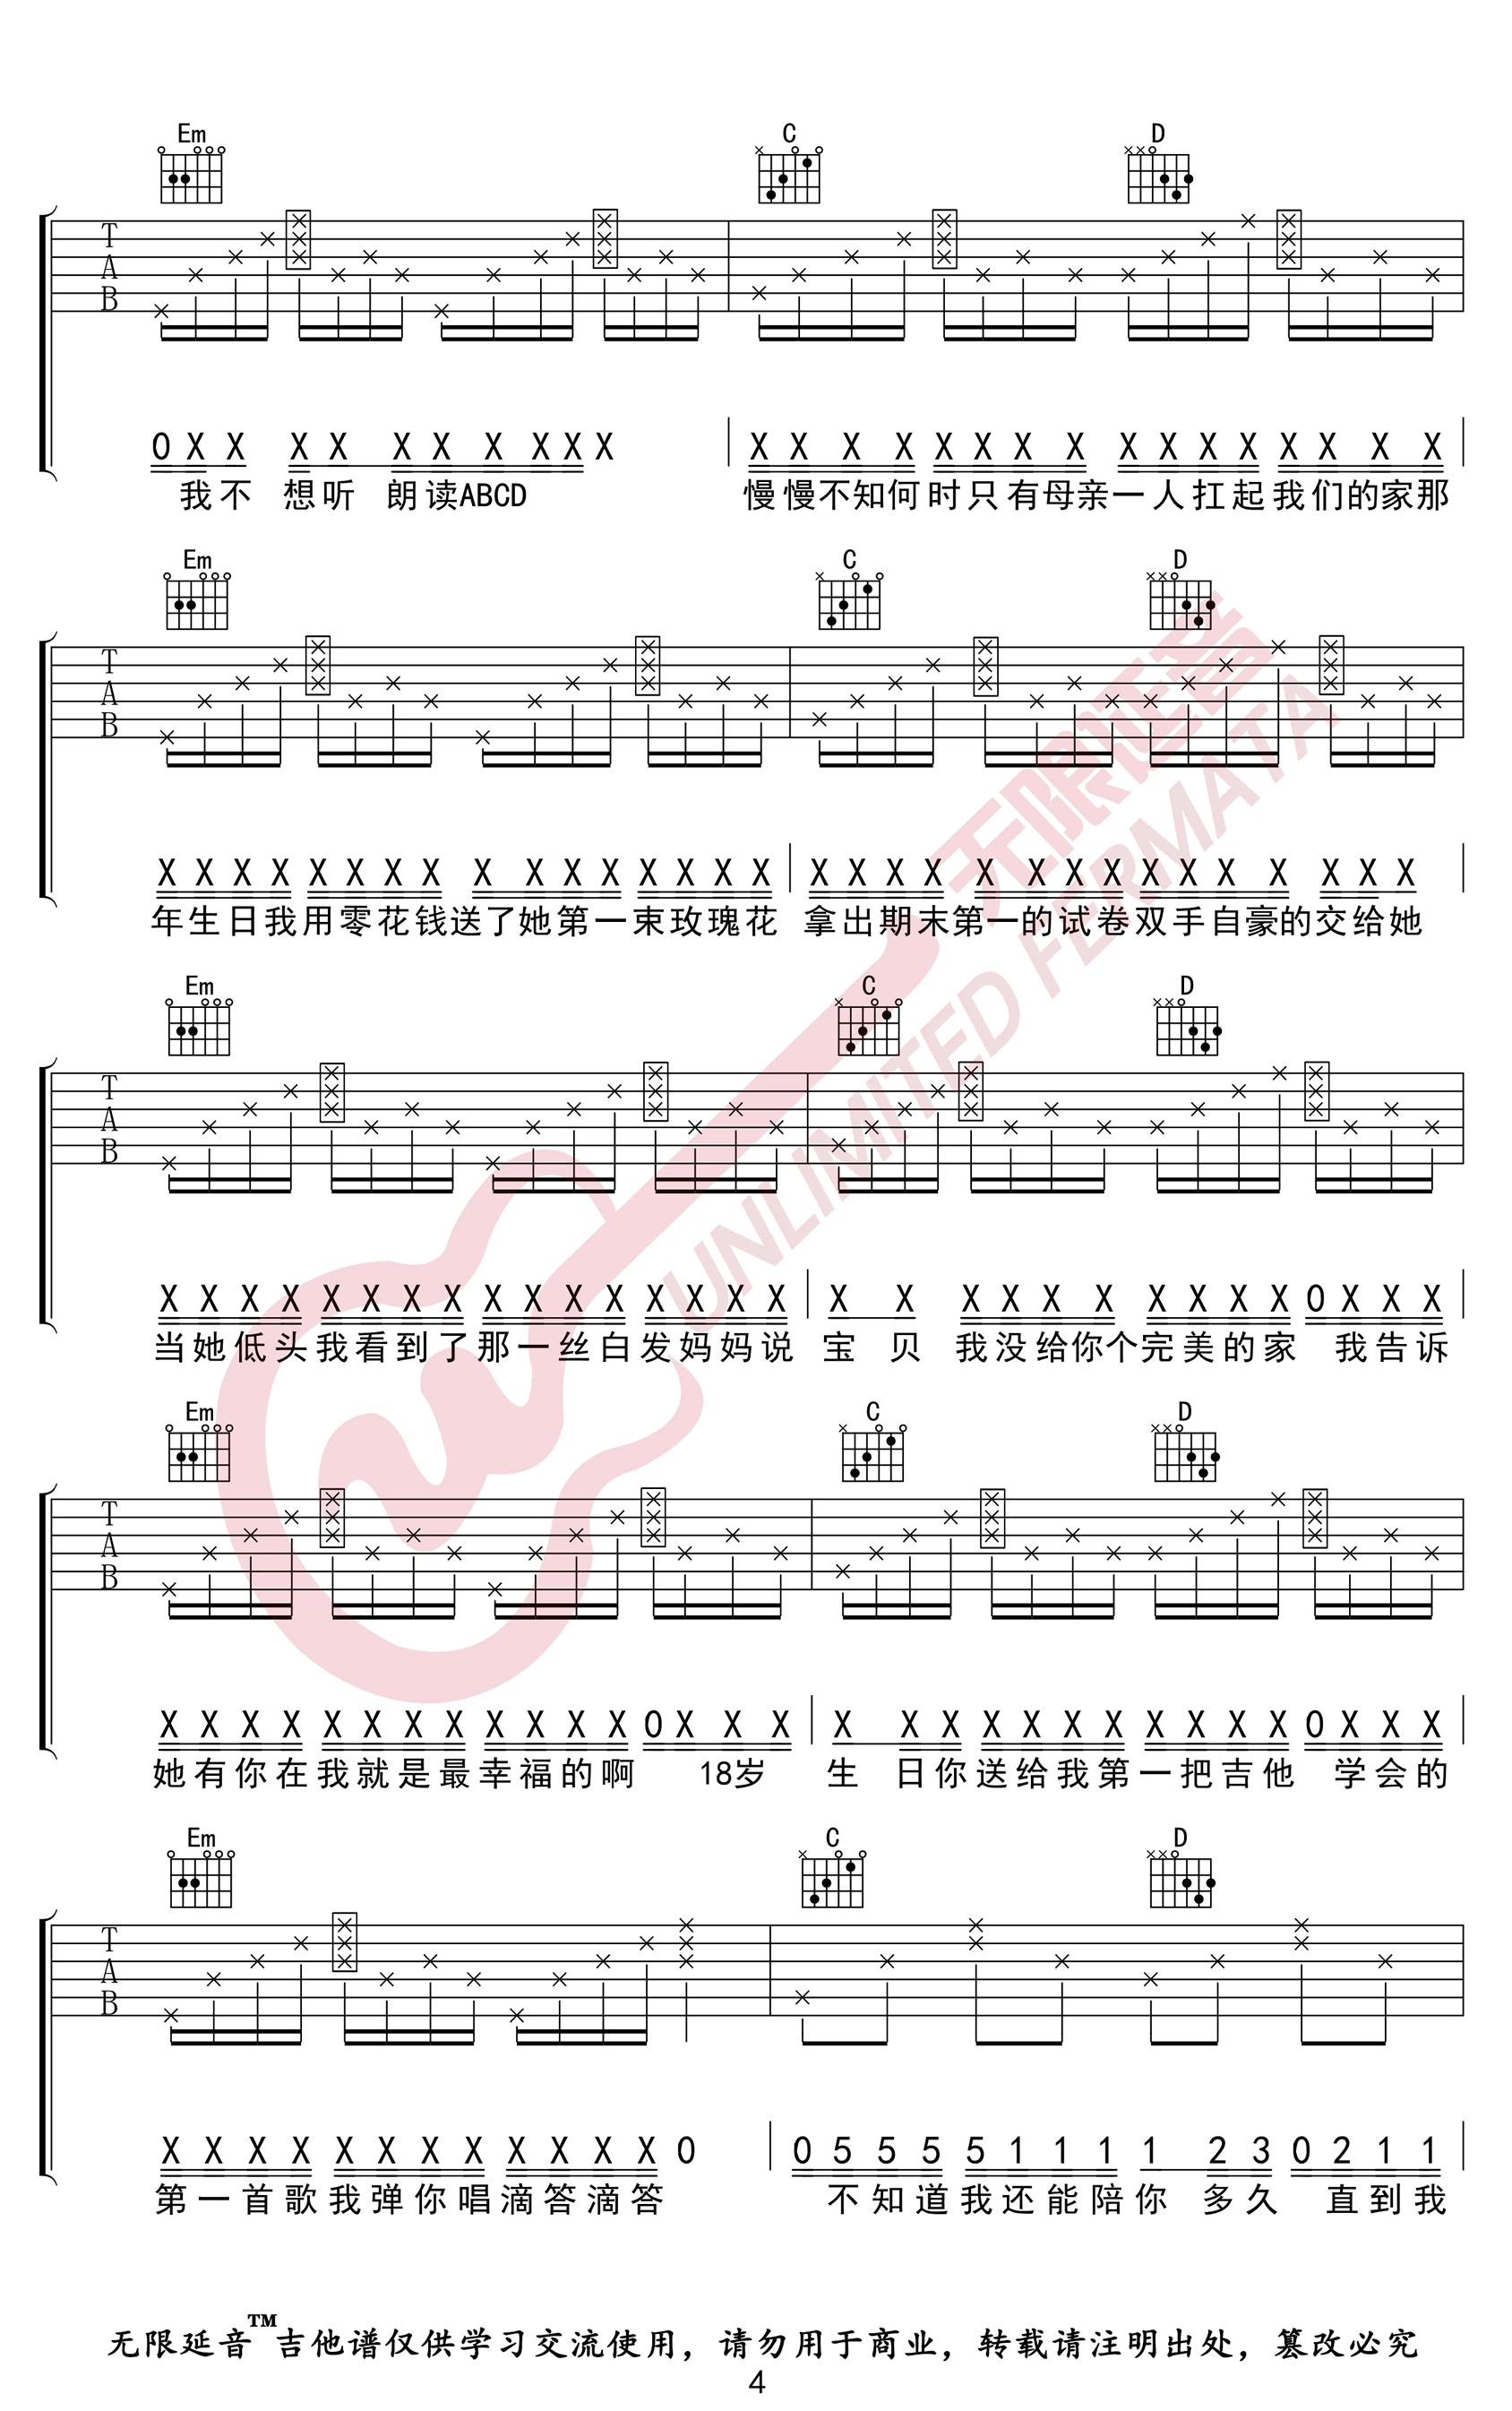 Em C D
T
A
B
0 X X X X X X X X X X X X X X X X X X X X X X X X X X
我不 想听 朗读ABCD 慢慢不知何时只有母亲一人扛起我们的家那
Em C D
T
A
B
X X X X X X X X X X X X X X X X X X X X X X X X X X X X X X X
年生日我用零花钱送了她第一束玫瑰花 拿出期末第一的试卷双手自豪的交给她
Em C D
T
A
B
X X X X X X X X X X X X X X X X X X X X X X X X X X 0 X X X
当她低头我看到了那一丝白发妈妈说 宝 贝 我没给你个完美的家 我告诉
Em C D
T
A
B
X X X X X X X X X X X X 0 X X X X X X X X X X X X X X 0 X X X
她有你在我就是最幸福的啊 18岁 生 日你送给我第一把吉他 学会的
Em C D
T
A
B
X X X X X X X X X X X X 0 0 5 5 5 5 1 1 1 1 2 3 0 2 1 1
第一首歌我弹你唱滴答滴答 不知道我还能陪你 多久 直到我
无限延音
UNLIMITED FERMATA
无限延音™吉他谱仅供学习交流使用，请勿用于商业，转载请注明出处，篡改必究
4